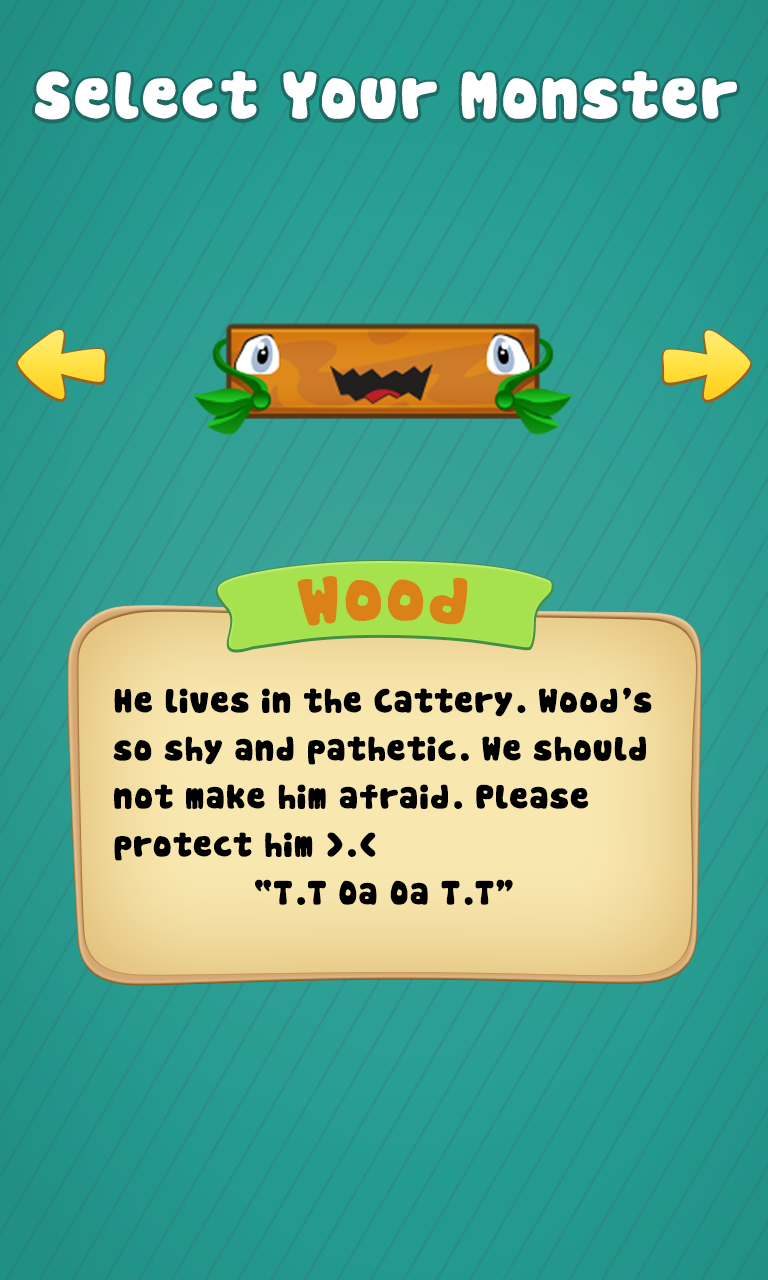 Select Your Monster
Wood
He lives in the Cattery. Wood's
so shy and pathetic. We should
not make him afraid. Please
protect him >.<
"T.T Oa Oa T.T"